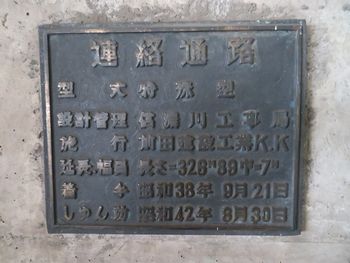 連絡通路
型 式 特殊型
設計管理 信濃川工事局
施行 前田建設工業K.K
延長・幅員 長さ=326M89 巾-7M
着 手 昭和38年 9月21日
しゅん功 昭和42年 8月30日